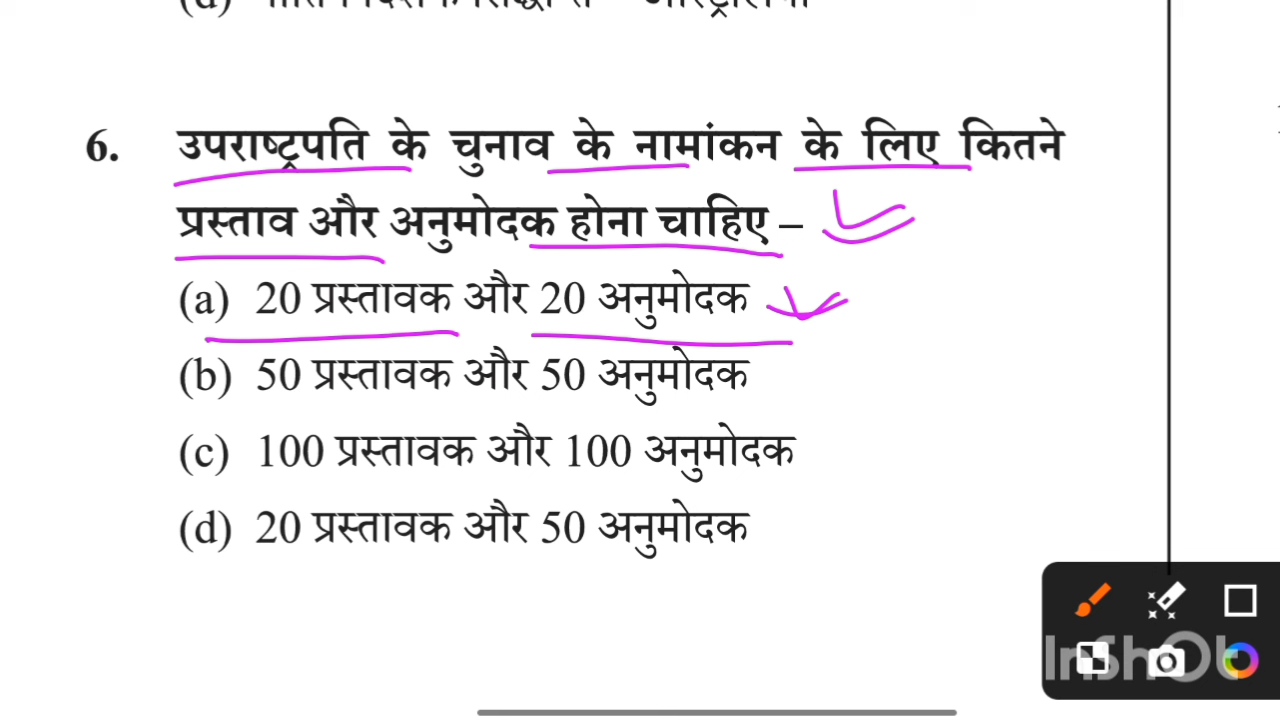 6. उपराष्ट्रपति के चुनाव के नामांकन के लिए कितने
प्रस्ताव और अनुमोदक होना चाहिए –
(a) 20 प्रस्तावक और 20 अनुमोदक
(b) 50 प्रस्तावक और 50 अनुमोदक
(c) 100 प्रस्तावक और 100 अनुमोदक
(d) 20 प्रस्तावक और 50 अनुमोदक
InShOt